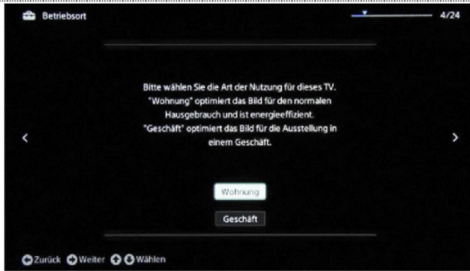 Betriebsort
4/24
Bitte wählen Sie die Art der Nutzung für dieses TV.
"Wohnung" optimiert das Bild für den normalen
Hausgebrauch und ist energieeffizient.
"Geschäft" optimiert das Bild für die Ausstellung in
einem Geschäft.
Wohnung
Geschäft
Zurück Weiter Wählen